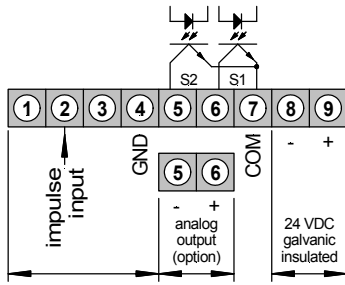 S2 S1
1 2 3 4 5 6 7 8 9
impulse
input
GND
5 6
COM
- +
- +
analog
output
(option)
24 VDC
galvanic
insulated